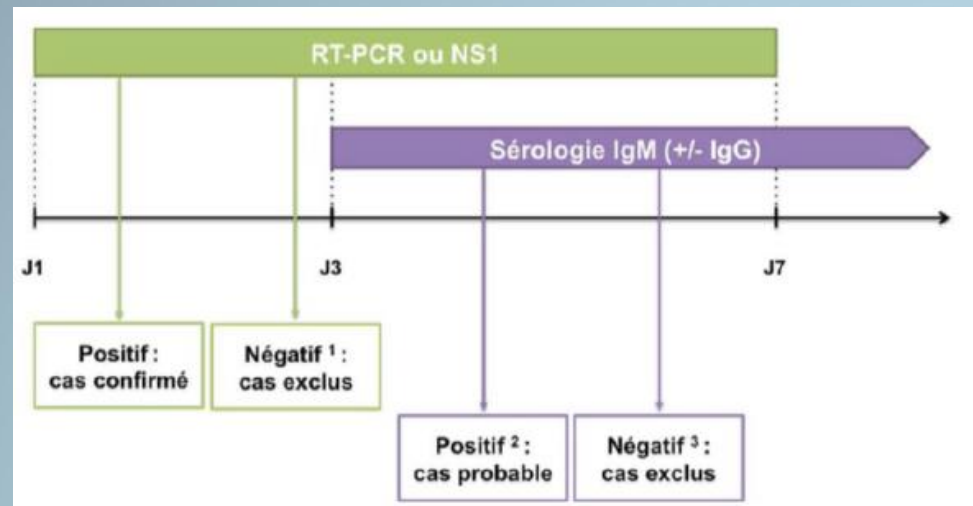 RT-PCR ou NS1
Sérologie IgM (+/- IgG)
J1
J3
J7
Positif :
cas confirmé
Négatif ¹ :
cas exclus
Positif ² :
cas probable
Négatif ³ :
cas exclus